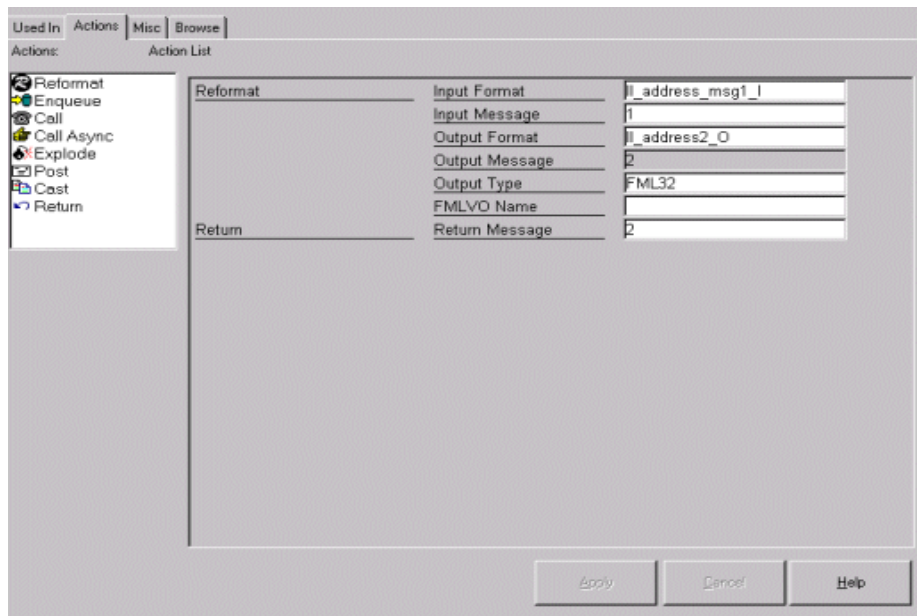 Used In Actions Misc Browse
Actions: Action List
Reformat
Enqueue
Call
Call Async
Explode
Post
Cast
Return
Reformat Input Format ll_address_msg1_I
Input Message 1
Output Format ll_address2_O
Output Message 2
Output Type FML32
FMLVO Name
Return Return Message 2
Apply Cancel Help